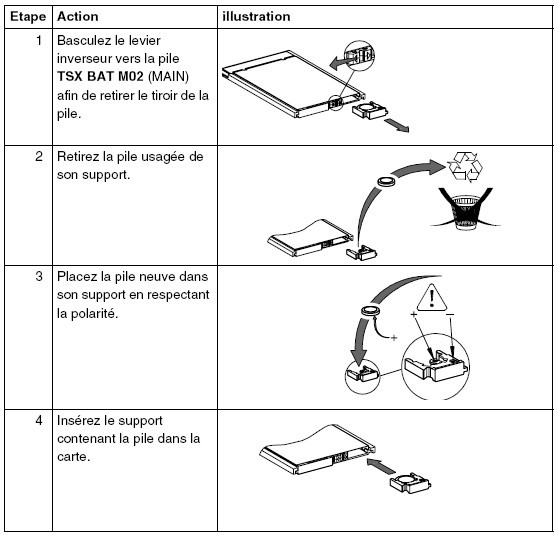 Etape Action illustration
1 Basculez le levier
inverseur vers la pile
TSX BAT M02 (MAIN)
afin de retirer le tiroir de la
pile.
2 Retirez la pile usagée de
son support.
3 Placez la pile neuve dans
son support en respectant
la polarité.
+
+ −
4 Insérez le support
contenant la pile dans la
carte.